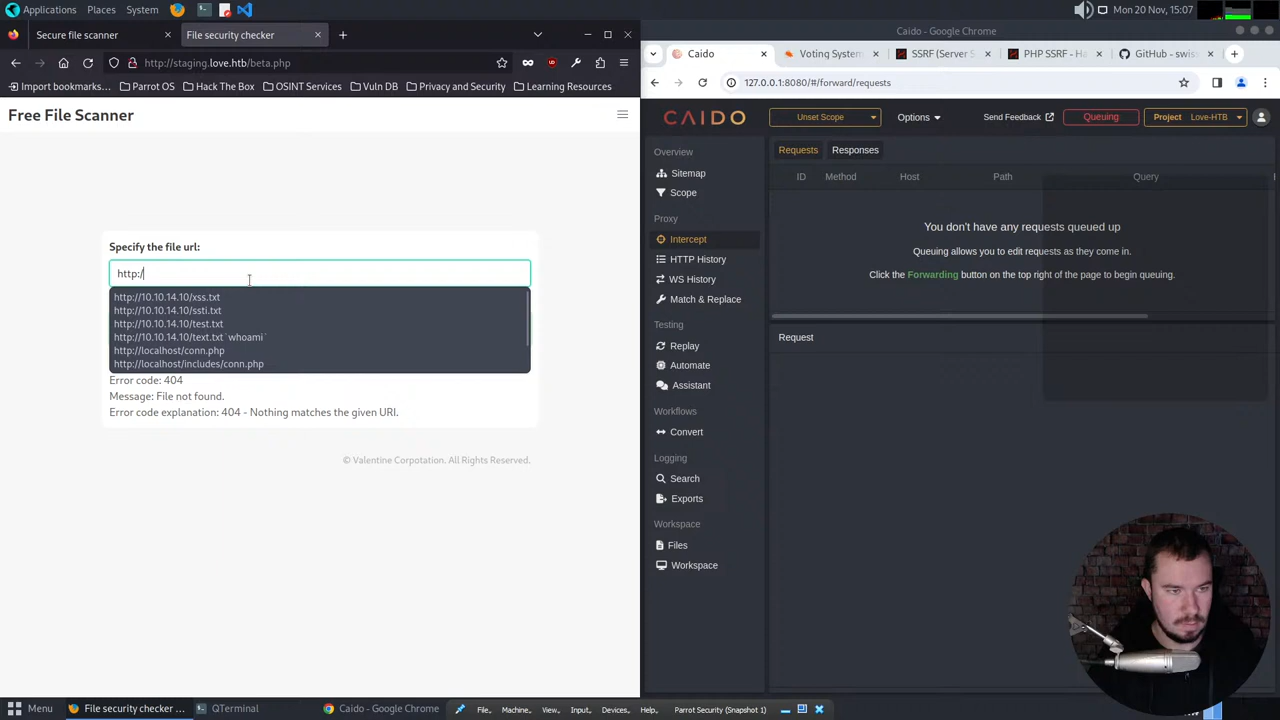 Applications Places System
Mon 20 Nov, 15:07
Secure file scanner
File security checker
http://staging.love.htb/beta.php
Import bookmarks... Parrot OS Hack The Box OSINT Services Vuln DB Privacy and Security Learning Resources
Free File Scanner
Specify the file url:
http:/
http://10.10.14.10/xss.txt
http://10.10.14.10/ssti.txt
http://10.10.14.10/test.txt
http://10.10.14.10/text.txt`whoami`
http://localhost/conn.php
http://localhost/includes/conn.php
Error code: 404
Message: File not found.
Error code explanation: 404 - Nothing matches the given URI.
© Valentine Corpotation. All Rights Reserved.
Caido - Google Chrome
Caido
Voting System
SSRF (Server S
PHP SSRF - Ha
GitHub - swiss
127.0.0.1:8080/#/forward/requests
CAIDO
Unset Scope
Options
Send Feedback
Queuing
Project Love-HTB
Overview
Sitemap
Scope
Proxy
Intercept
HTTP History
WS History
Match & Replace
Testing
Replay
Automate
Assistant
Workflows
Convert
Logging
Search
Exports
Workspace
Files
Workspace
Requests Responses
ID Method Host Path Query
You don't have any requests queued up
Queuing allows you to edit requests as they come in.
Click the Forwarding button on the top right of the page to begin queuing.
Request
Menu
File security checker ...
QTerminal
Caido - Google Chrome
File, Machine, View, Input, Devices, Help, Parrot Security (Snapshot 1)